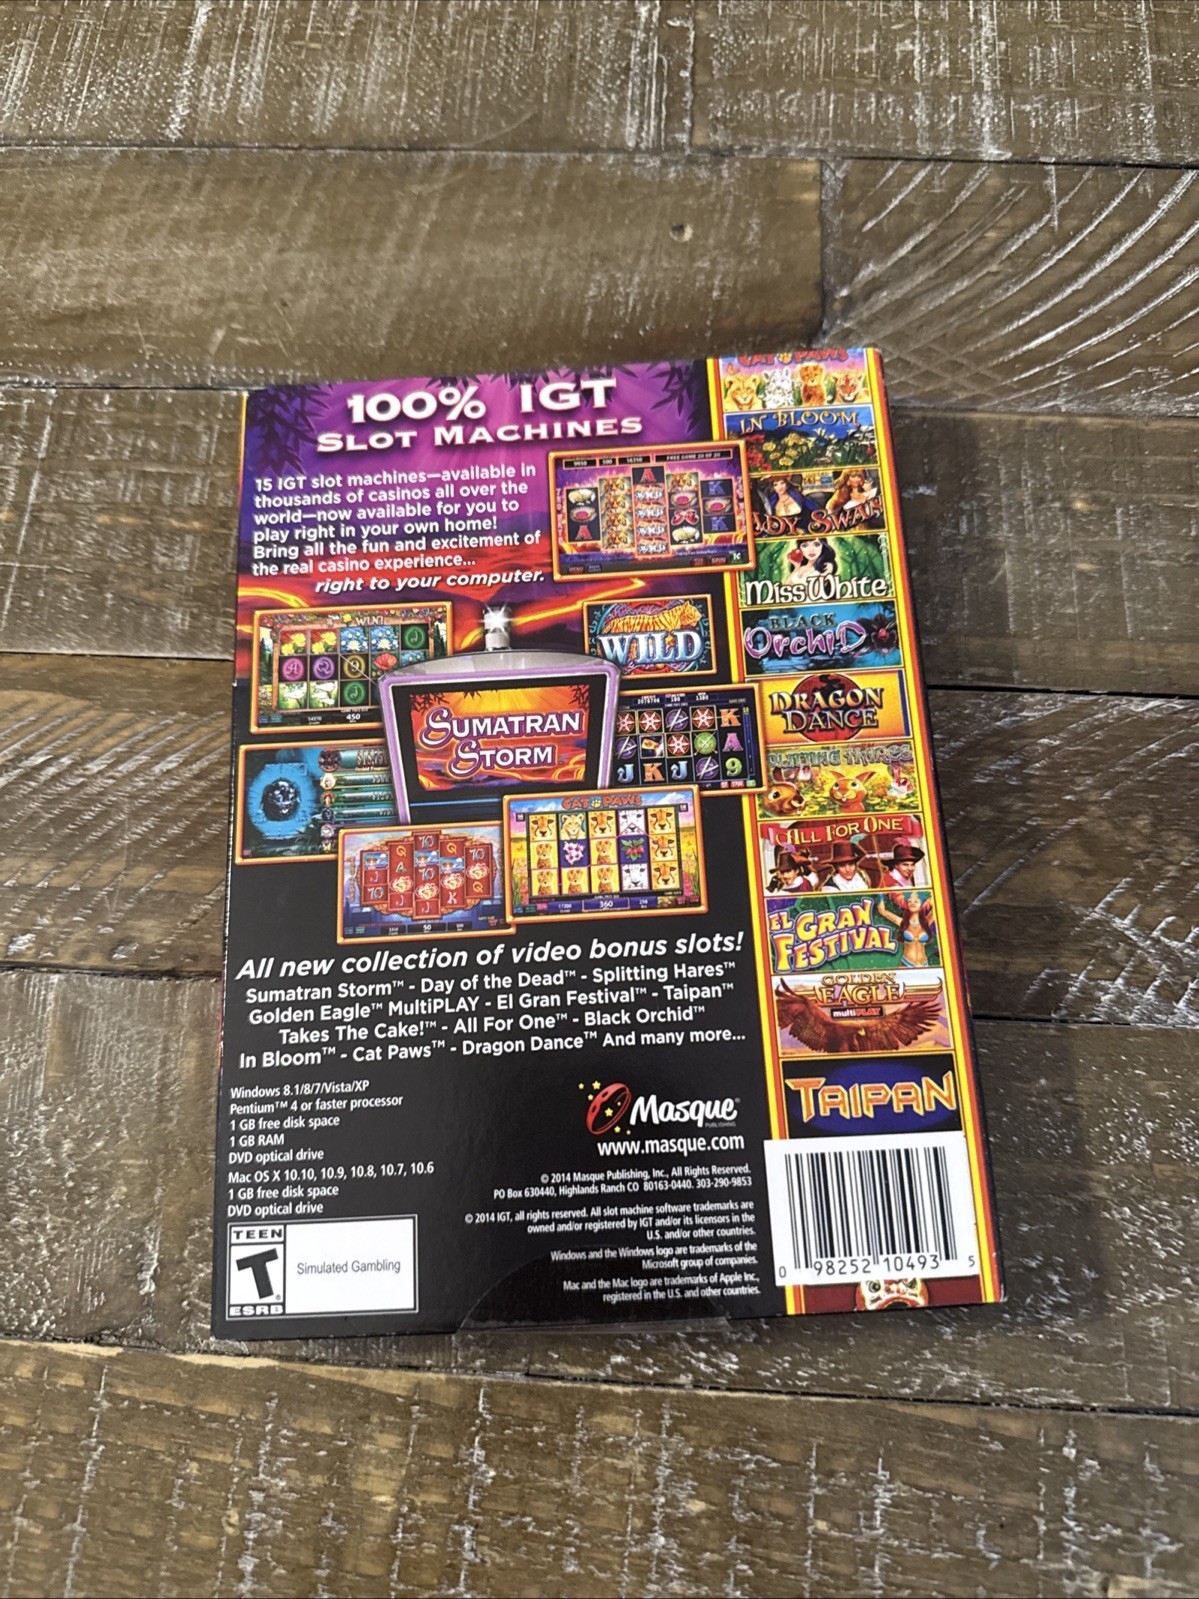 100% IGT
SLOT MACHINES
15 IGT slot machines—available in
thousands of casinos all over the
world—now available for you to
play right in your own home!
Bring all the fun and excitement of
the real casino experience...
right to your computer.
FREE GAME 20 OF 20
WILD
SUMATRAN
STORM
CAT PAWS
450
50
360
All new collection of video bonus slots!
Sumatran Storm™ - Day of the Dead™ - Splitting Hares™
Golden Eagle™ MultiPLAY - El Gran Festival™ - Taipan™
Takes The Cake!™ - All For One™ - Black Orchid™
In Bloom™ - Cat Paws™ - Dragon Dance™ And many more...
Windows 8.1/8/7/Vista/XP
Pentium™ 4 or faster processor
1 GB free disk space
1 GB RAM
DVD optical drive
Mac OS X 10.10, 10.9, 10.8, 10.7, 10.6
1 GB free disk space
DVD optical drive
TEEN
T
ESRB
Simulated Gambling
Masque
PUBLISHING
www.masque.com
© 2014 Masque Publishing, Inc., All Rights Reserved.
PO Box 630440, Highlands Ranch CO 80163-0440. 303-290-9853
© 2014 IGT, all rights reserved. All slot machine software trademarks are
owned and/or registered by IGT and/or its licensors in the
U.S. and/or other countries.
Windows and the Windows logo are trademarks of the
Microsoft group of companies.
Mac and the Mac logo are trademarks of Apple Inc.,
registered in the U.S. and other countries.
CAT PAWS
IN BLOOM
MISS WHITE
BLACK
ORCHID
DRAGON
DANCE
ALL FOR ONE
EL GRAN
FESTIVAL
GOLDEN
EAGLE
multiPLAY
TAIPAN
0 98252 10493 5